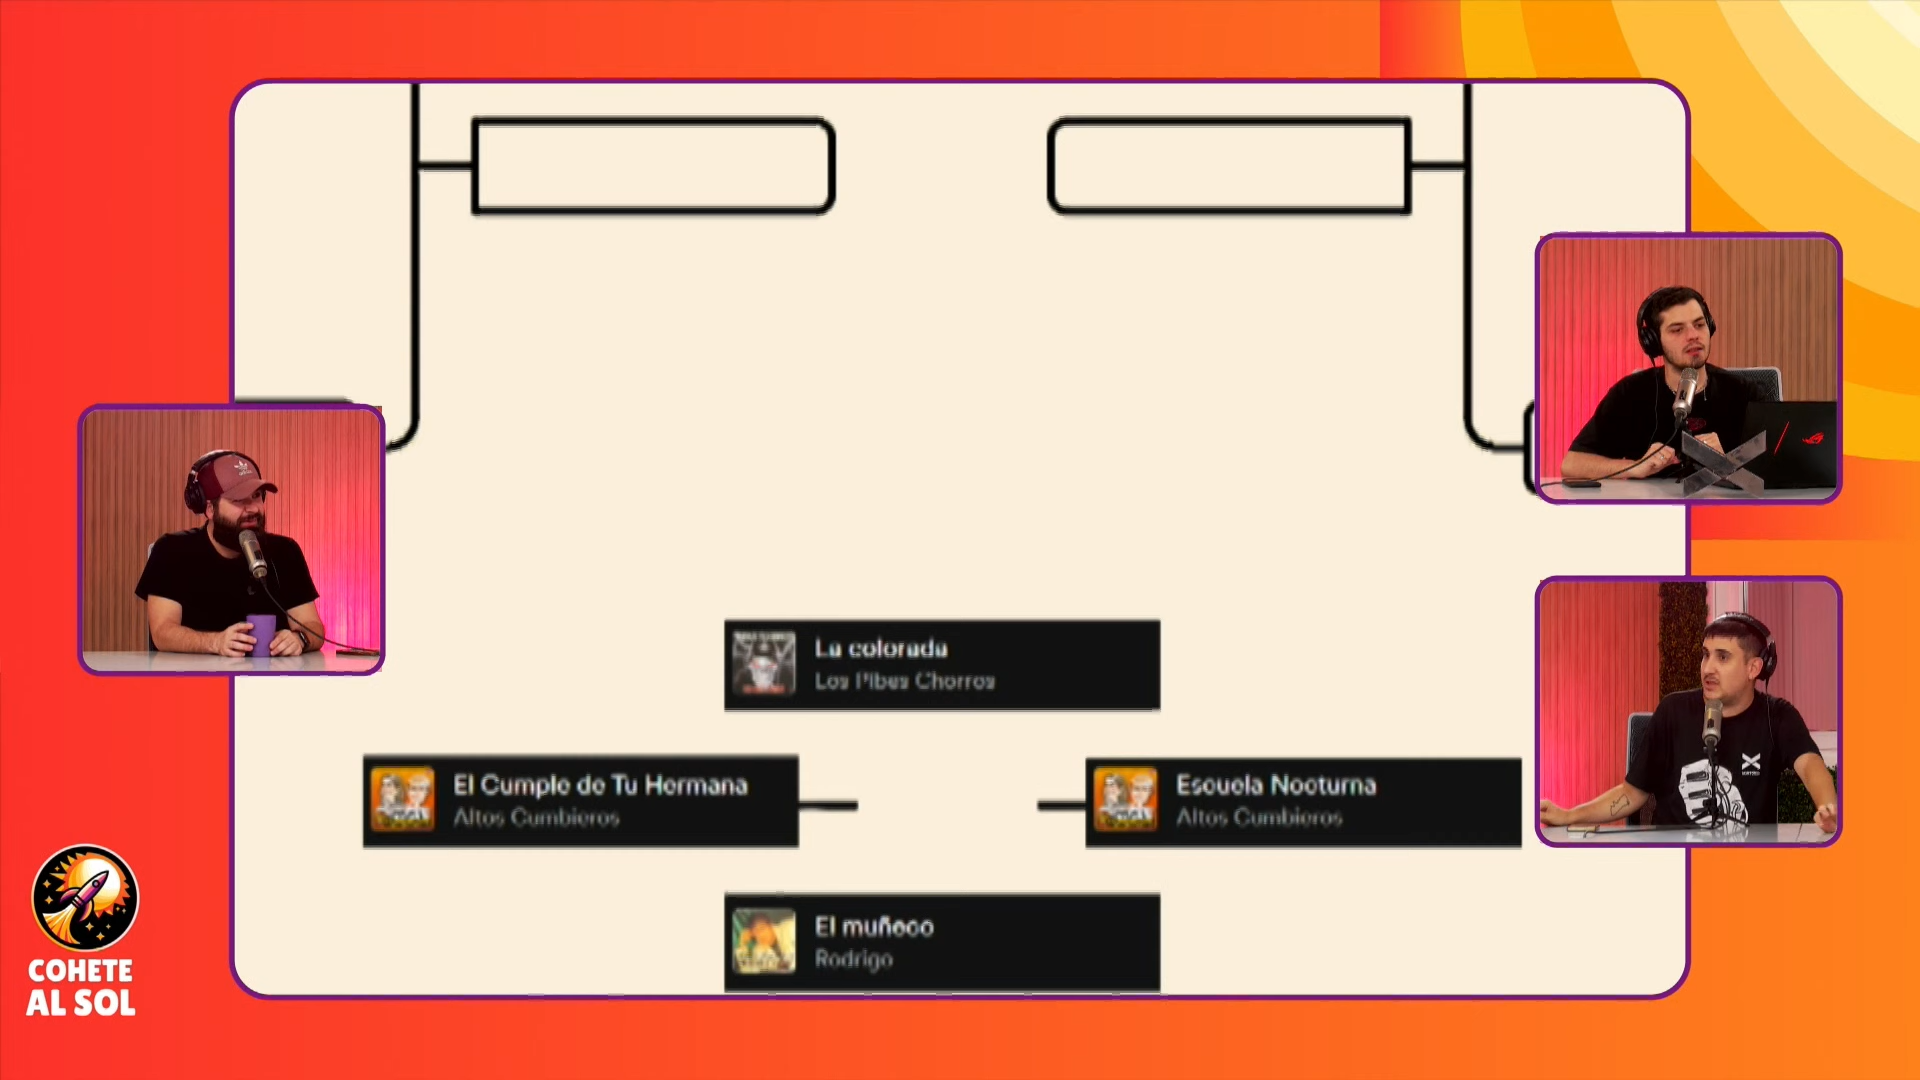 La colorada
Los Pibes Chorros
El Cumple de Tu Hermana
Altos Cumbieros
Escuela Nocturna
Altos Cumbieros
El muñeco
Rodrigo
COHETE
AL SOL